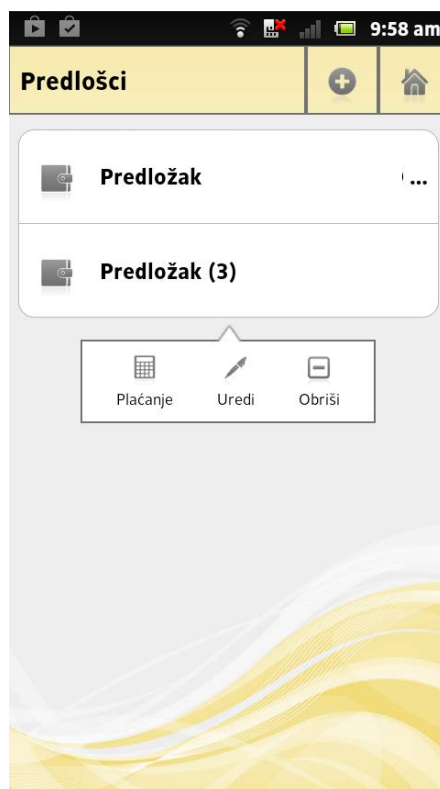 9:58 am
Predlošci
Predložak ...
Predložak (3)
Plaćanje Uredi Obriši